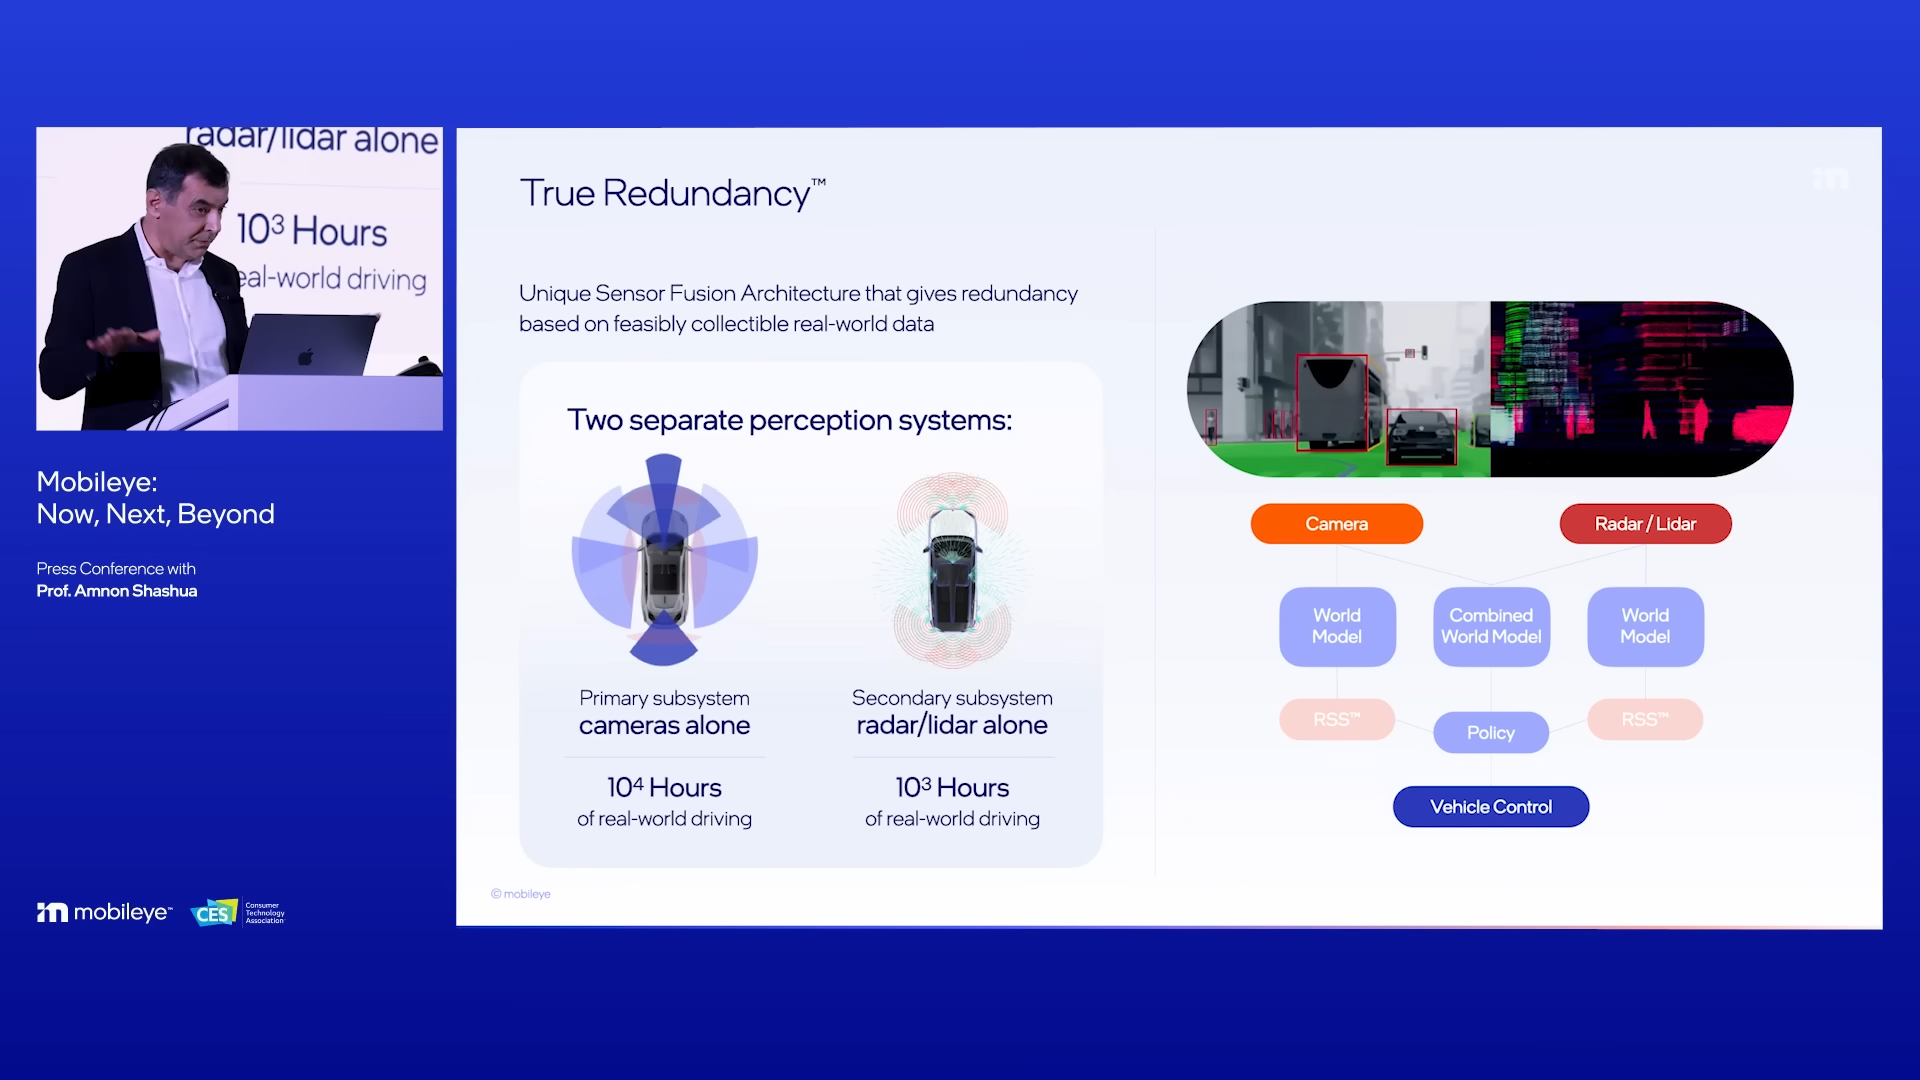 radar/lidar alone
10³ Hours
real-world driving
Mobileye:
Now, Next, Beyond
Press Conference with
Prof. Amnon Shashua
mobileye™
CES
Consumer
Technology
Association
True Redundancy™
Unique Sensor Fusion Architecture that gives redundancy
based on feasibly collectible real-world data
Two separate perception systems:
Primary subsystem
cameras alone
10⁴ Hours
of real-world driving
Secondary subsystem
radar/lidar alone
10³ Hours
of real-world driving
© mobileye
Camera
Radar / Lidar
World
Model
Combined
World Model
World
Model
RSS™
Policy
RSS™
Vehicle Control